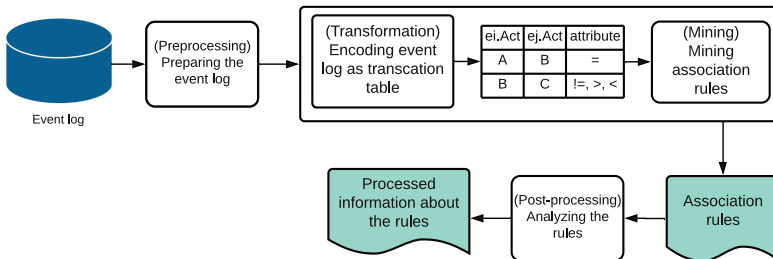 (Preprocessing)
Preparing the
event log
Event log
(Transformation)
Encoding event
log as transcation
table
ei.Act ej.Act attribute
A B =
B C !=, >, <
(Mining)
Mining
association
rules
Processed
information about
the rules
(Post-processing)
Analyzing the
rules
Association
rules